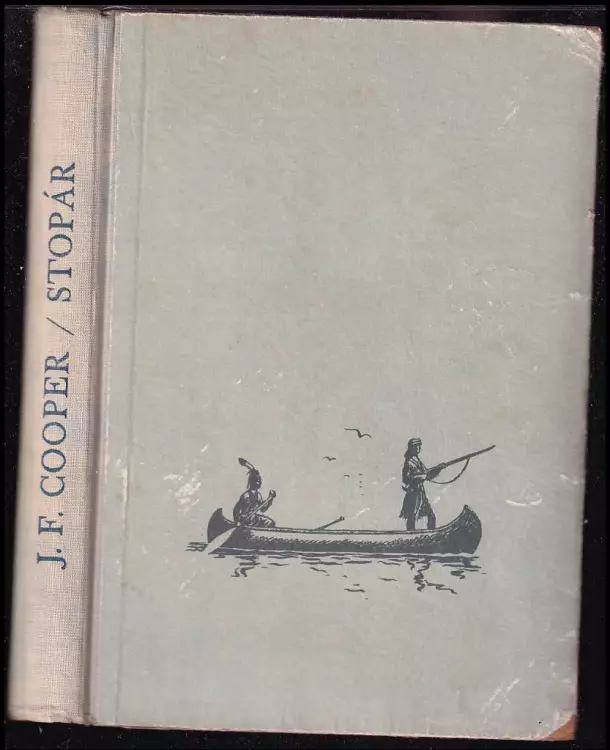 J. F. COOPER / STOPÁR